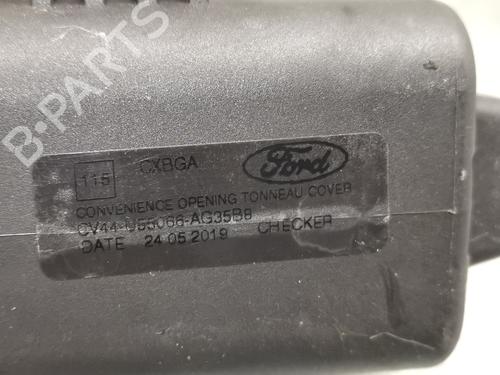 B-PARTS
115 CXBGA Ford
CONVENIENCE OPENING TONNEAU COVER
CV44-U55066-AG35B8
DATE 24.05.2019 CHECKER